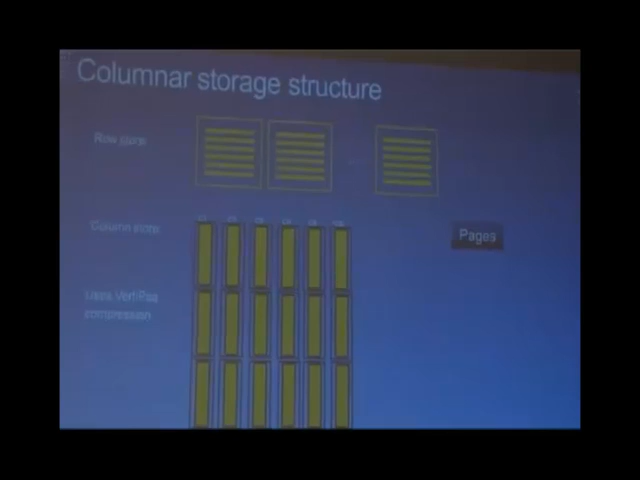 Columnar storage structure
Row store
Column store
Pages
Uses VertiPaq
compression